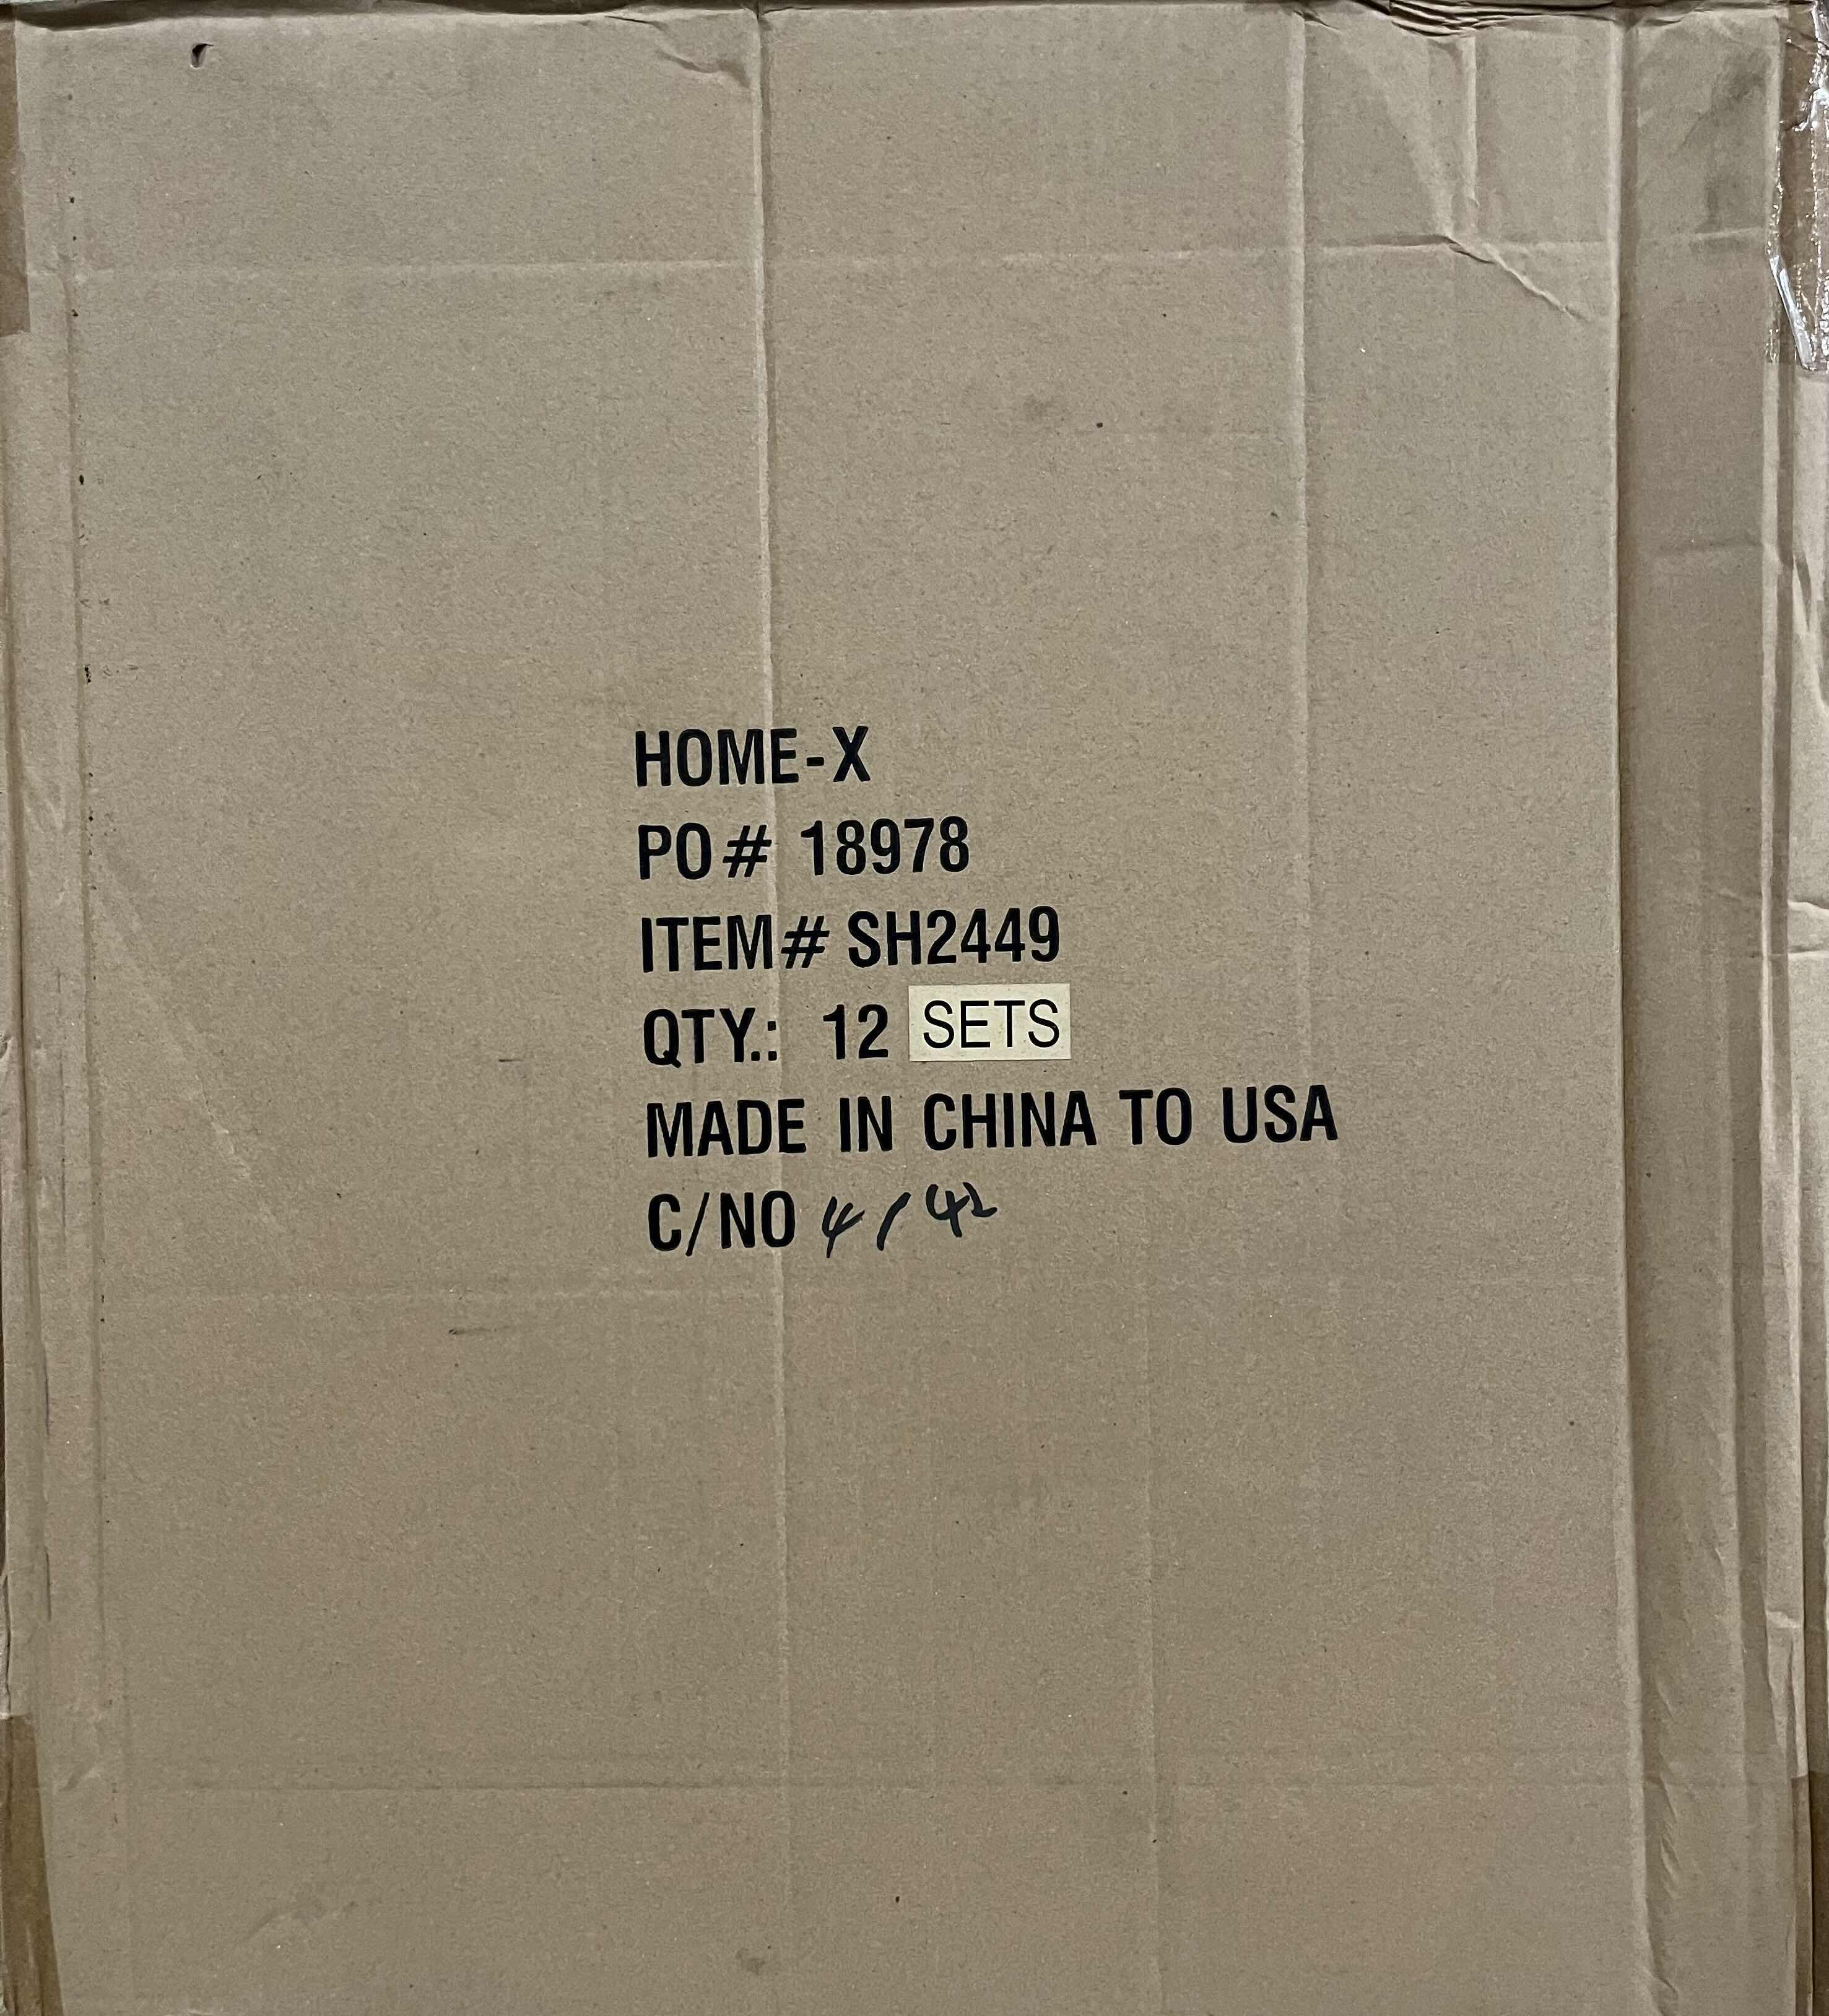 HOME-X
PO# 18978
ITEM# SH2449
QTY.: 12 SETS
MADE IN CHINA TO USA
C/NO 4/42